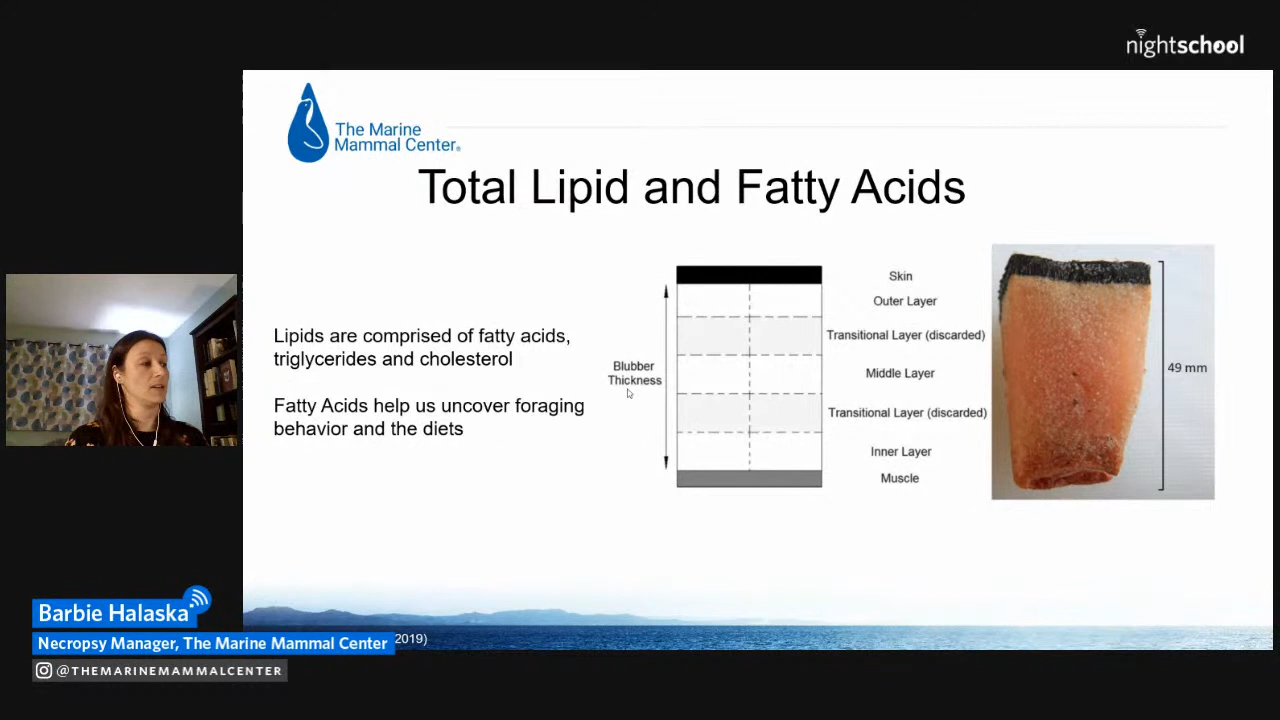 nightschool
The Marine
Mammal Center®
Total Lipid and Fatty Acids
Lipids are comprised of fatty acids,
triglycerides and cholesterol
Fatty Acids help us uncover foraging
behavior and the diets
Blubber
Thickness
Skin
Outer Layer
Transitional Layer (discarded)
Middle Layer
Transitional Layer (discarded)
Inner Layer
Muscle
49 mm
Barbie Halaska
Necropsy Manager, The Marine Mammal Center
2019)
@THEMARINEMAMMALCENTER